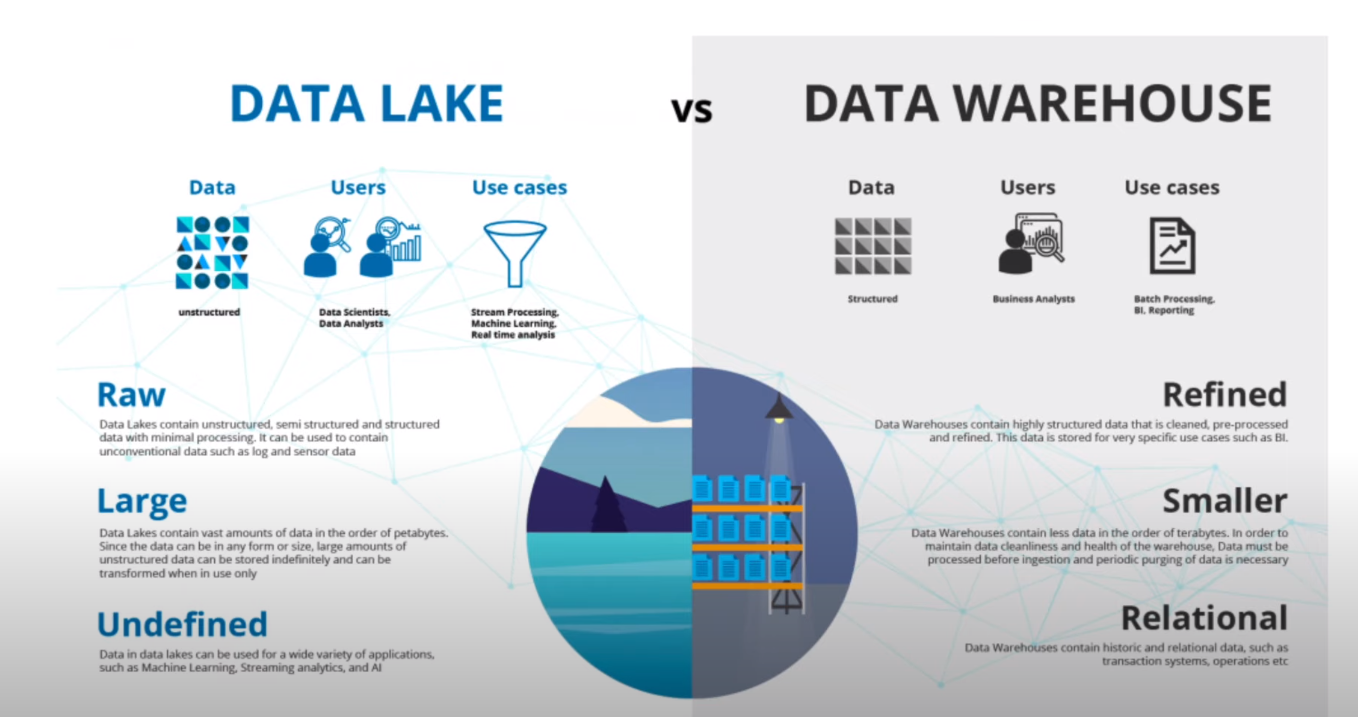 DATA LAKE
vs
DATA WAREHOUSE
Data
Users
Use cases
unstructured
Data Scientists,
Data Analysts
Stream Processing,
Machine Learning,
Real time analysis
Raw
Data Lakes contain unstructured, semi structured and structured
data with minimal processing. It can be used to contain
unconventional data such as log and sensor data
Large
Data Lakes contain vast amounts of data in the order of petabytes.
Since the data can be in any form or size, large amounts of
unstructured data can be stored indefinitely and can be
transformed when in use only
Undefined
Data in data lakes can be used for a wide variety of applications,
such as Machine Learning, Streaming analytics, and AI
Data
Users
Use cases
Structured
Business Analysts
Batch Processing,
BI, Reporting
Refined
Data Warehouses contain highly structured data that is cleaned, pre-processed
and refined. This data is stored for very specific use cases such as BI.
Smaller
Data Warehouses contain less data in the order of terabytes. In order to
maintain data cleanliness and health of the warehouse, Data must be
processed before ingestion and periodic purging of data is necessary
Relational
Data Warehouses contain historic and relational data, such as
transaction systems, operations etc